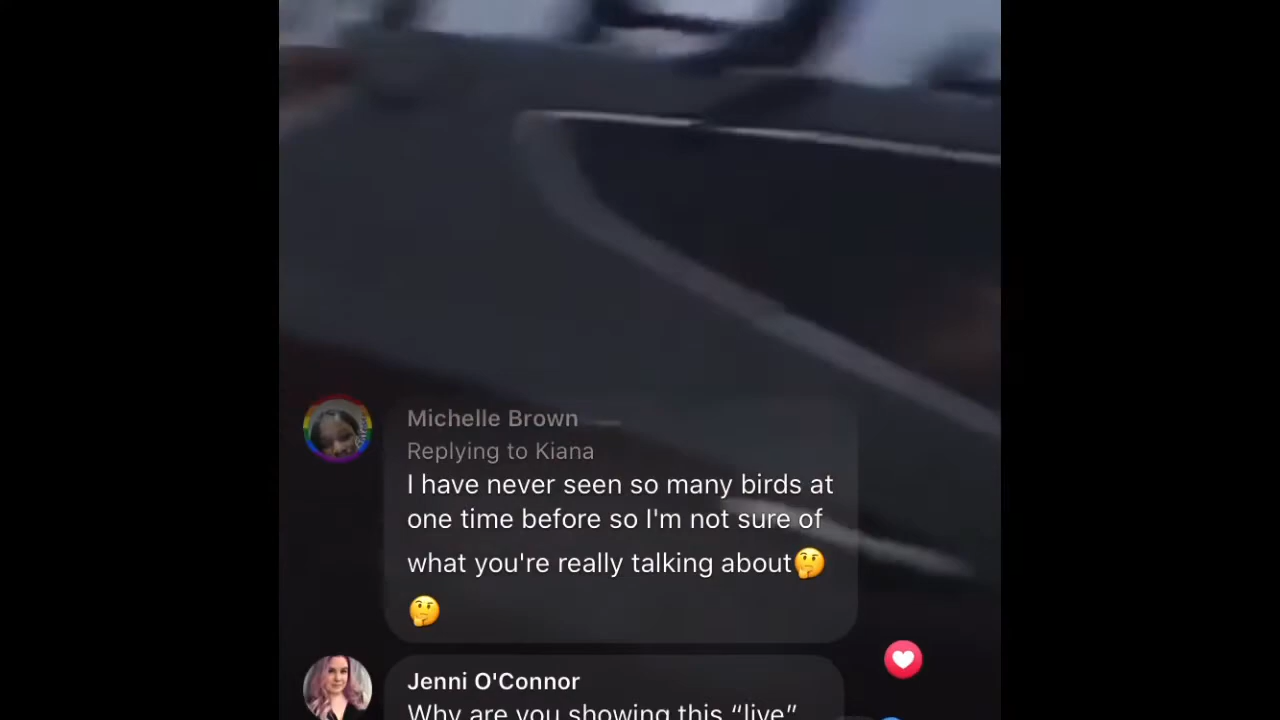 Michelle Brown
Replying to Kiana
I have never seen so many birds at
one time before so I'm not sure of
what you're really talking about🤔
🤔
Jenni O'Connor
Why are you showing this “live”